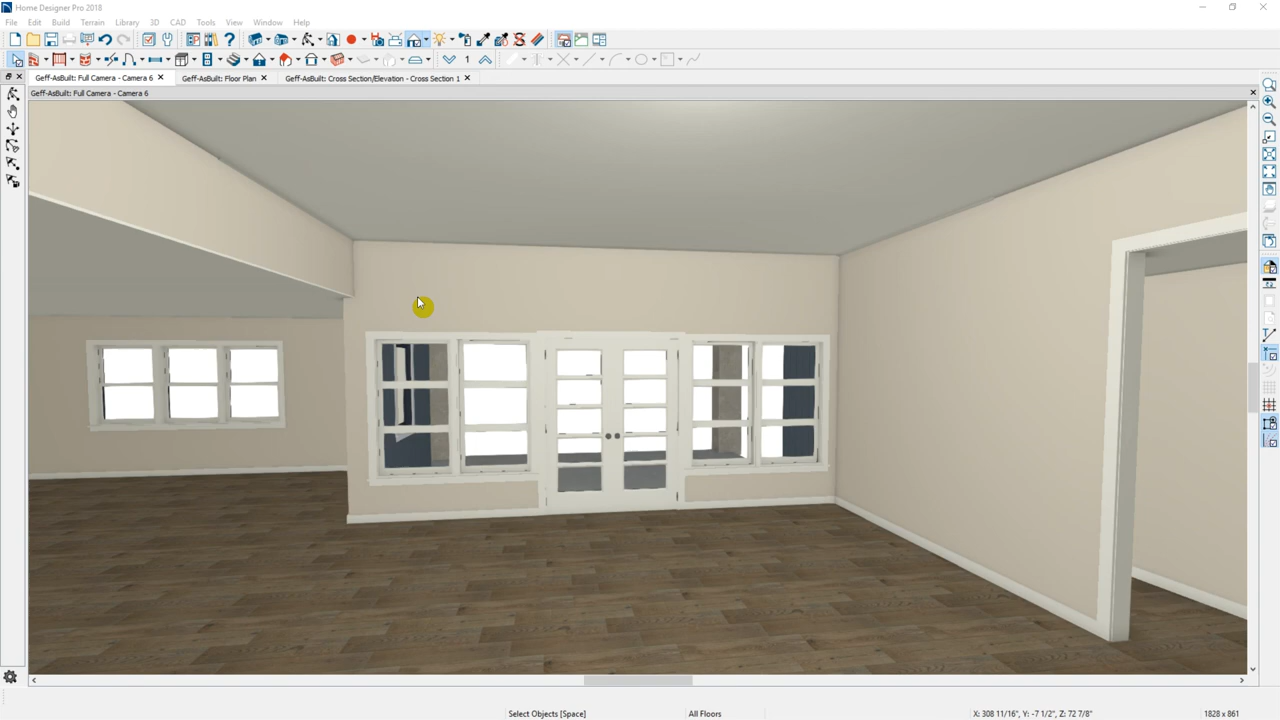 Home Designer Pro 2018
File Edit Build Terrain Library 3D CAD Tools View Window Help
1
Geff-AsBuilt: Full Camera - Camera 6 Geff-AsBuilt: Floor Plan Geff-AsBuilt: Cross Section/Elevation - Cross Section 1
Geff-AsBuilt: Full Camera - Camera 6
Select Objects [Space] All Floors X: 308 11/16", Y: -7 1/2", Z: 72 7/8" 1828 x 861